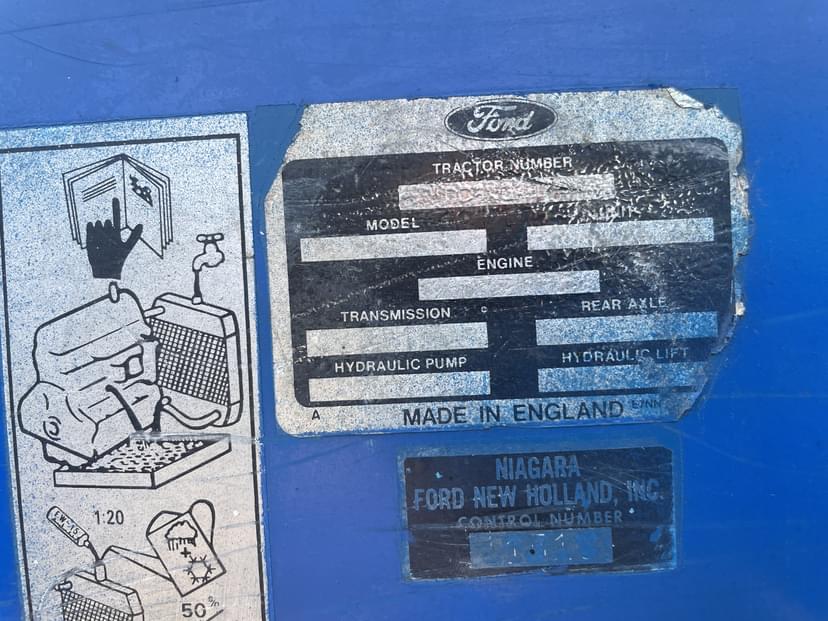 Ford
TRACTOR NUMBER
MODEL
UNIT
ENGINE
TRANSMISSION
REAR AXLE
HYDRAULIC PUMP
HYDRAULIC LIFT
A
MADE IN ENGLAND
NIAGARA
FORD NEW HOLLAND, INC.
CONTROL NUMBER
1:20
50%